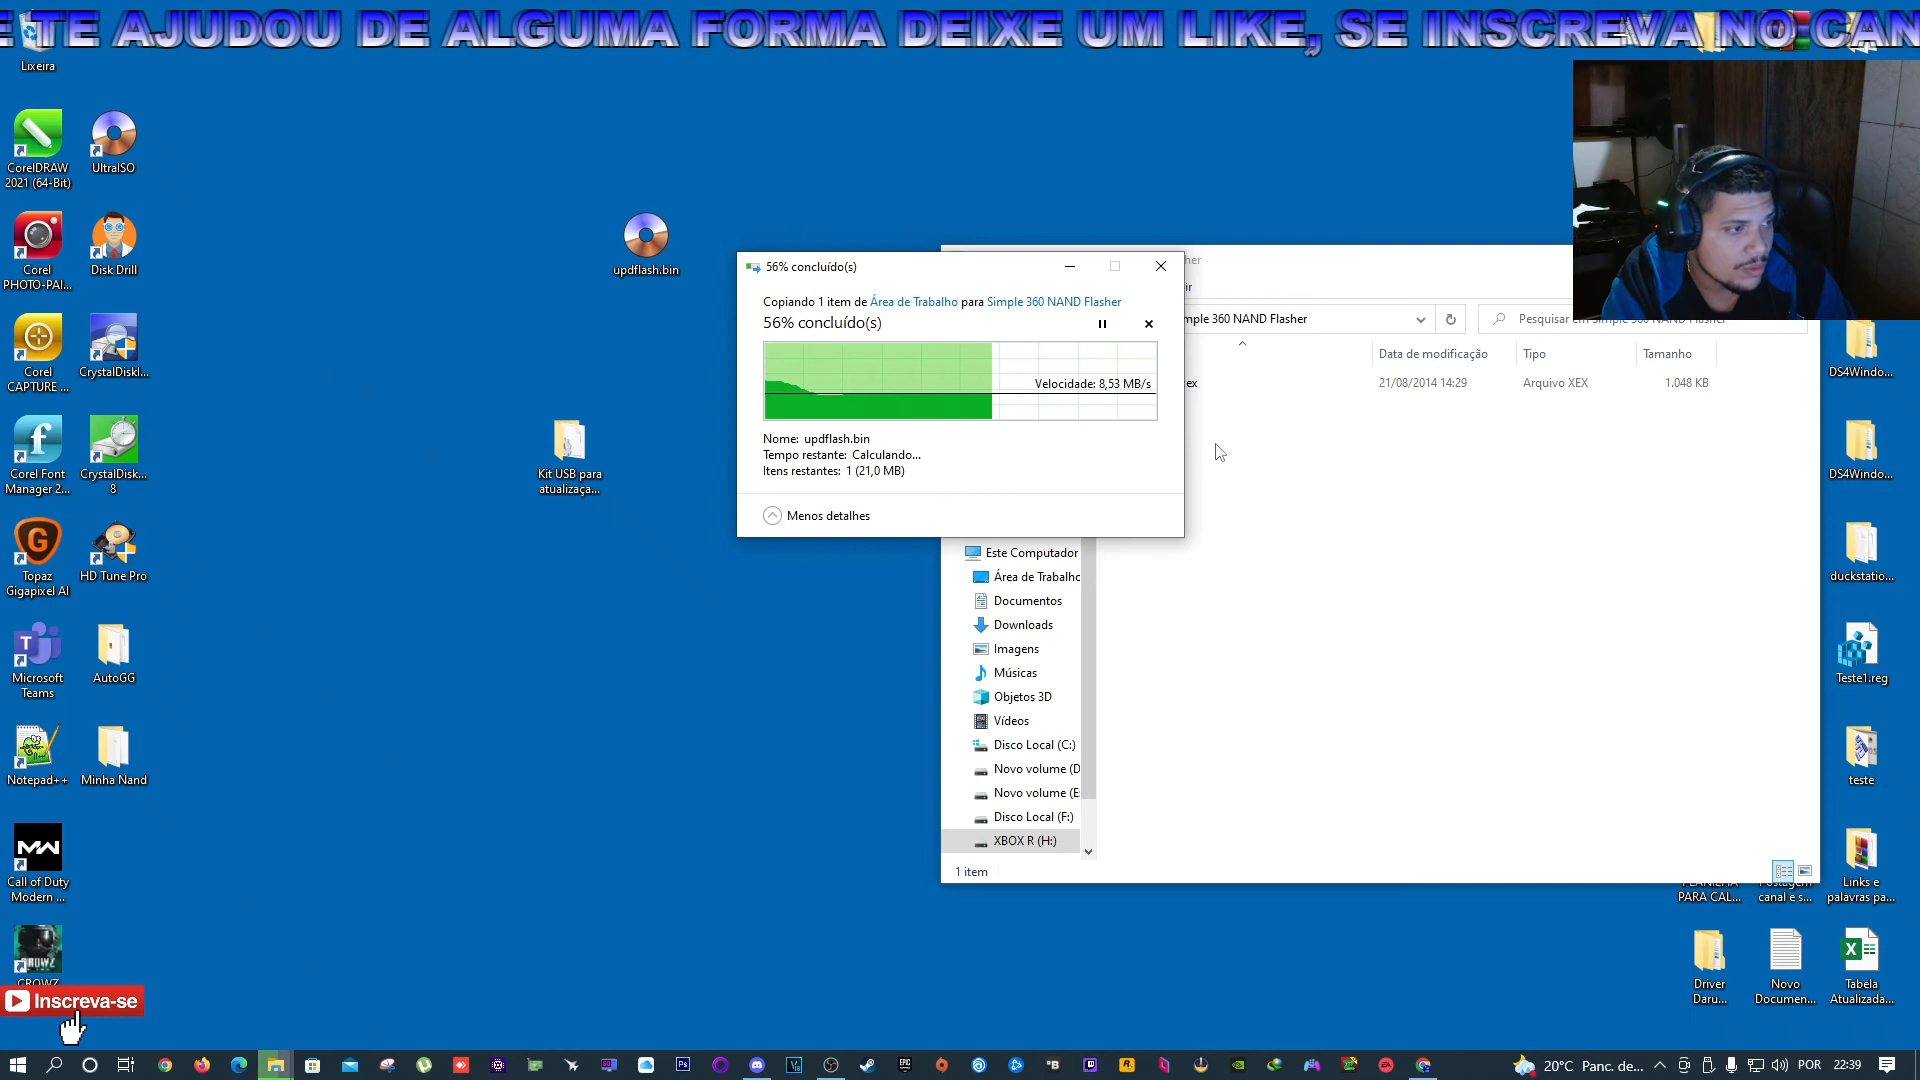 E TE AJUDOU DE ALGUMA FORMA DEIXE UM LIKE, SE INSCREVA NO CAN
Lixeira
CorelDRAW
2021 (64-Bit)
UltraISO
Corel
PHOTO-PAI...
Disk Drill
Corel
CAPTURE ...
CrystalDiskI...
Corel Font
Manager 2...
CrystalDisk...
8
Topaz
Gigapixel AI
HD Tune Pro
Microsoft
Teams
AutoGG
Notepad++
Minha Nand
Call of Duty
Modern ...
CROWZ
Inscreva-se
updflash.bin
Kit USB para
atualizaça...
56% concluído(s)
Copiando 1 item de Área de Trabalho para Simple 360 NAND Flasher
56% concluído(s)
Velocidade: 8,53 MB/s
Nome: updflash.bin
Tempo restante: Calculando...
Itens restantes: 1 (21,0 MB)
Menos detalhes
her
ir
mple 360 NAND Flasher
Pesquisar em Simple 360 NAND Flasher
Data de modificação
Tipo
Tamanho
ex
21/08/2014 14:29
Arquivo XEX
1.048 KB
Este Computador
Área de Trabalho
Documentos
Downloads
Imagens
Músicas
Objetos 3D
Vídeos
Disco Local (C:)
Novo volume (D
Novo volume (E:
Disco Local (F:)
XBOX R (H:)
1 item
DS4Windo...
DS4Windo...
duckstatio...
Teste1.reg
teste
PLANILHA
PARA CAL...
Postagem
canal e s...
Links e
palavras pa...
Driver
Daru...
Novo
Documen...
Tabela
Atualizada...
20°C Panc. de...
POR
22:39